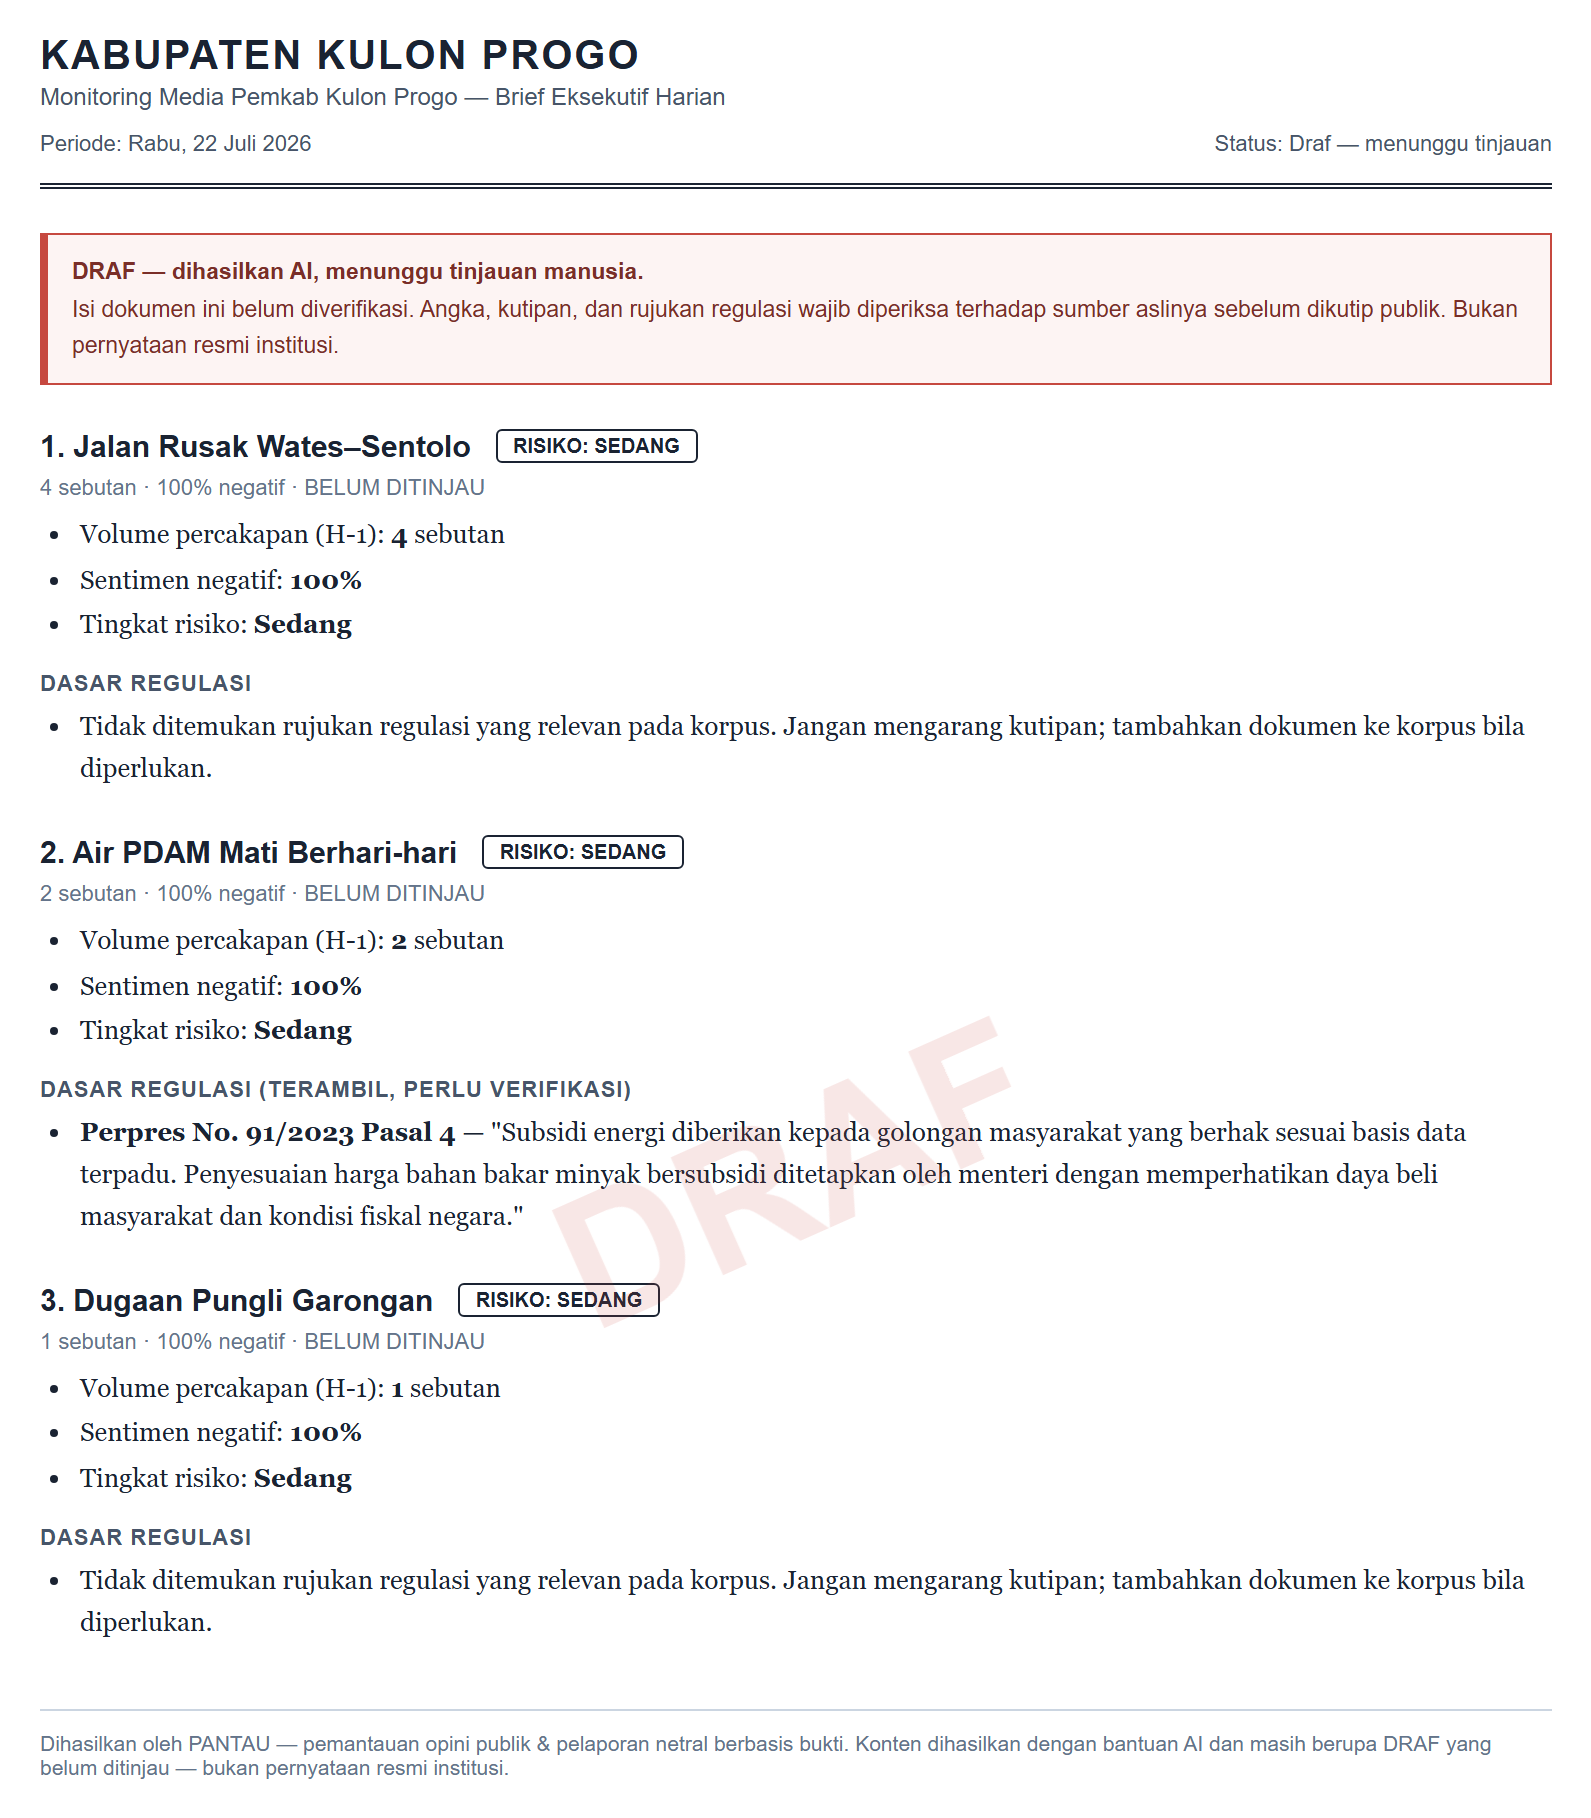 KABUPATEN KULON PROGO
Monitoring Media Pemkab Kulon Progo — Brief Eksekutif Harian
Periode: Rabu, 22 Juli 2026
Status: Draf — menunggu tinjauan
DRAF — dihasilkan AI, menunggu tinjauan manusia.
Isi dokumen ini belum diverifikasi. Angka, kutipan, dan rujukan regulasi wajib diperiksa terhadap sumber aslinya sebelum dikutip publik. Bukan
pernyataan resmi institusi.
1. Jalan Rusak Wates–Sentolo RISIKO: SEDANG
4 sebutan · 100% negatif · BELUM DITINJAU
• Volume percakapan (H-1): 4 sebutan
• Sentimen negatif: 100%
• Tingkat risiko: Sedang
DASAR REGULASI
• Tidak ditemukan rujukan regulasi yang relevan pada korpus. Jangan mengarang kutipan; tambahkan dokumen ke korpus bila
diperlukan.
2. Air PDAM Mati Berhari-hari RISIKO: SEDANG
2 sebutan · 100% negatif · BELUM DITINJAU
• Volume percakapan (H-1): 2 sebutan
• Sentimen negatif: 100%
• Tingkat risiko: Sedang
DASAR REGULASI (TERAMBIL, PERLU VERIFIKASI)
• Perpres No. 91/2023 Pasal 4 — "Subsidi energi diberikan kepada golongan masyarakat yang berhak sesuai basis data
terpadu. Penyesuaian harga bahan bakar minyak bersubsidi ditetapkan oleh menteri dengan memperhatikan daya beli
masyarakat dan kondisi fiskal negara."
DRAF
3. Dugaan Pungli Garongan RISIKO: SEDANG
1 sebutan · 100% negatif · BELUM DITINJAU
• Volume percakapan (H-1): 1 sebutan
• Sentimen negatif: 100%
• Tingkat risiko: Sedang
DASAR REGULASI
• Tidak ditemukan rujukan regulasi yang relevan pada korpus. Jangan mengarang kutipan; tambahkan dokumen ke korpus bila
diperlukan.
Dihasilkan oleh PANTAU — pemantauan opini publik & pelaporan netral berbasis bukti. Konten dihasilkan dengan bantuan AI dan masih berupa DRAF yang
belum ditinjau — bukan pernyataan resmi institusi.